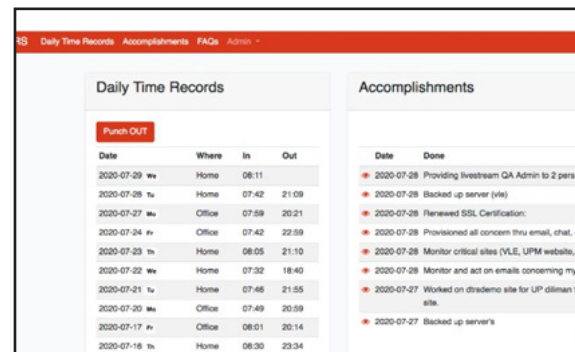 RS Daily Time Records Accomplishments FAQs Admin
Daily Time Records
Punch OUT
Date Where In Out
2020-07-29 We Home 08:11
2020-07-28 Tu Home 07:42 21:09
2020-07-27 Mo Office 07:59 20:21
2020-07-24 Fr Office 07:42 22:59
2020-07-23 Th Home 08:05 21:10
2020-07-22 We Home 07:32 18:40
2020-07-21 Tu Home 07:46 21:55
2020-07-20 Mo Office 07:49 20:59
2020-07-17 Fr Office 08:01 20:14
2020-07-16 Th Home 08:30 23:34
Accomplishments
Date Done
2020-07-28 Providing livestream QA Admin to 2 pers
2020-07-28 Backed up server (vle)
2020-07-28 Renewed SSL Certification:
2020-07-28 Provisioned all concern thru email, chat,
2020-07-28 Monitor critical sites (VLE, UPM website,
2020-07-28 Monitor and act on emails concerning my
2020-07-27 Worked on dtrsdemo site for UP diliman
site.
2020-07-27 Backed up server's